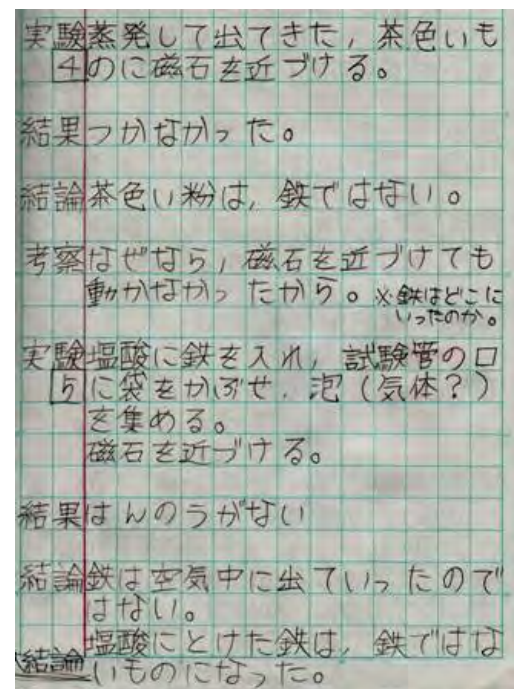 実験蒸発して出てきた，茶色いも
4のに磁石を近づける。
結果つかなかった。
結論茶色い粉は，鉄ではない。
考察なぜなら，磁石を近づけても
動かなかったから。※鉄はどこに
いったのか。
実験塩酸に鉄を入れ，試験管の口
5に袋をかぶせ，泡（気体？）
を集める。
磁石を近づける。
結果はんのうがない
結論鉄は空気中に出ていったので
はない。
塩酸にとけた鉄は，鉄ではな
結論いものになった。